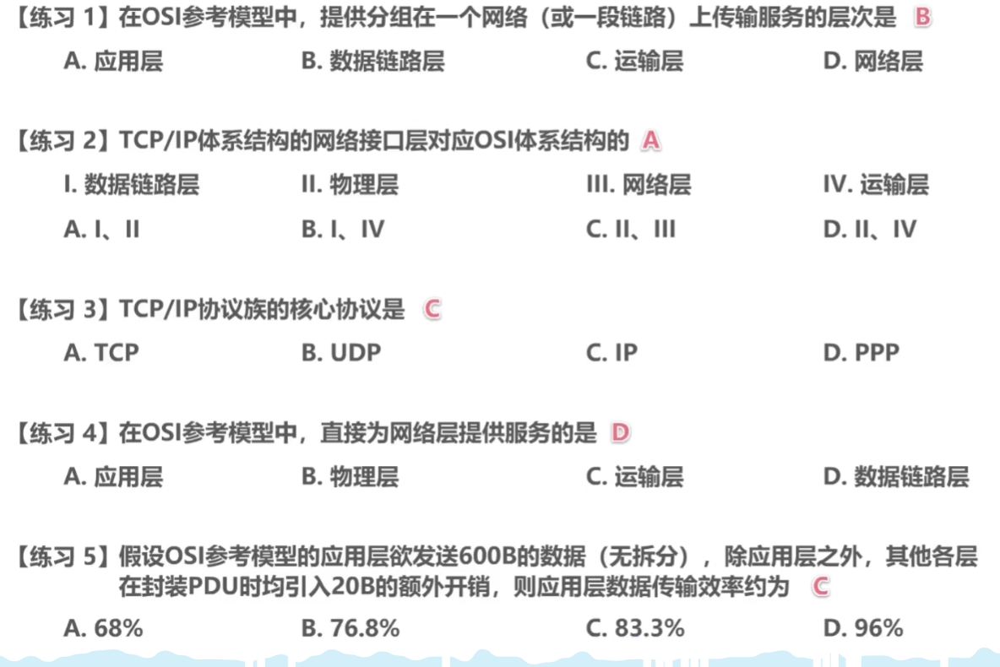 【练习 1】在OSI参考模型中，提供分组在一个网络（或一段链路）上传输服务的层次是 B
A. 应用层 B. 数据链路层 C. 运输层 D. 网络层
【练习 2】TCP/IP体系结构的网络接口层对应OSI体系结构的 A
I. 数据链路层 II. 物理层 III. 网络层 IV. 运输层
A. I、II B. I、IV C. II、III D. II、IV
【练习 3】TCP/IP协议族的核心协议是 C
A. TCP B. UDP C. IP D. PPP
【练习 4】在OSI参考模型中，直接为网络层提供服务的是 D
A. 应用层 B. 物理层 C. 运输层 D. 数据链路层
【练习 5】假设OSI参考模型的应用层欲发送600B的数据（无拆分），除应用层之外，其他各层
在封装PDU时均引入20B的额外开销，则应用层数据传输效率约为 C
A. 68% B. 76.8% C. 83.3% D. 96%